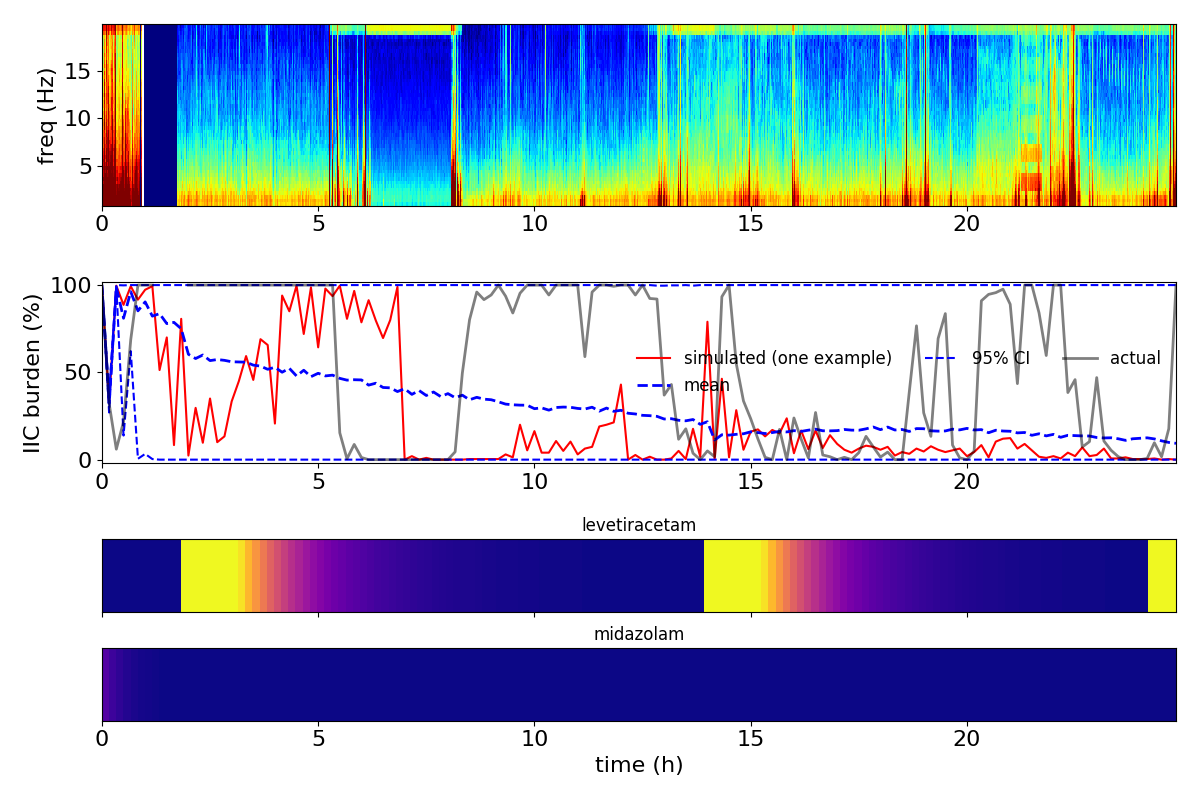 freq (Hz)
15
10
5
0 5 10 15 20
IIC burden (%)
100
50
0
simulated (one example) 95% CI actual
mean
0 5 10 15 20
levetiracetam
midazolam
0 5 10 15 20
time (h)